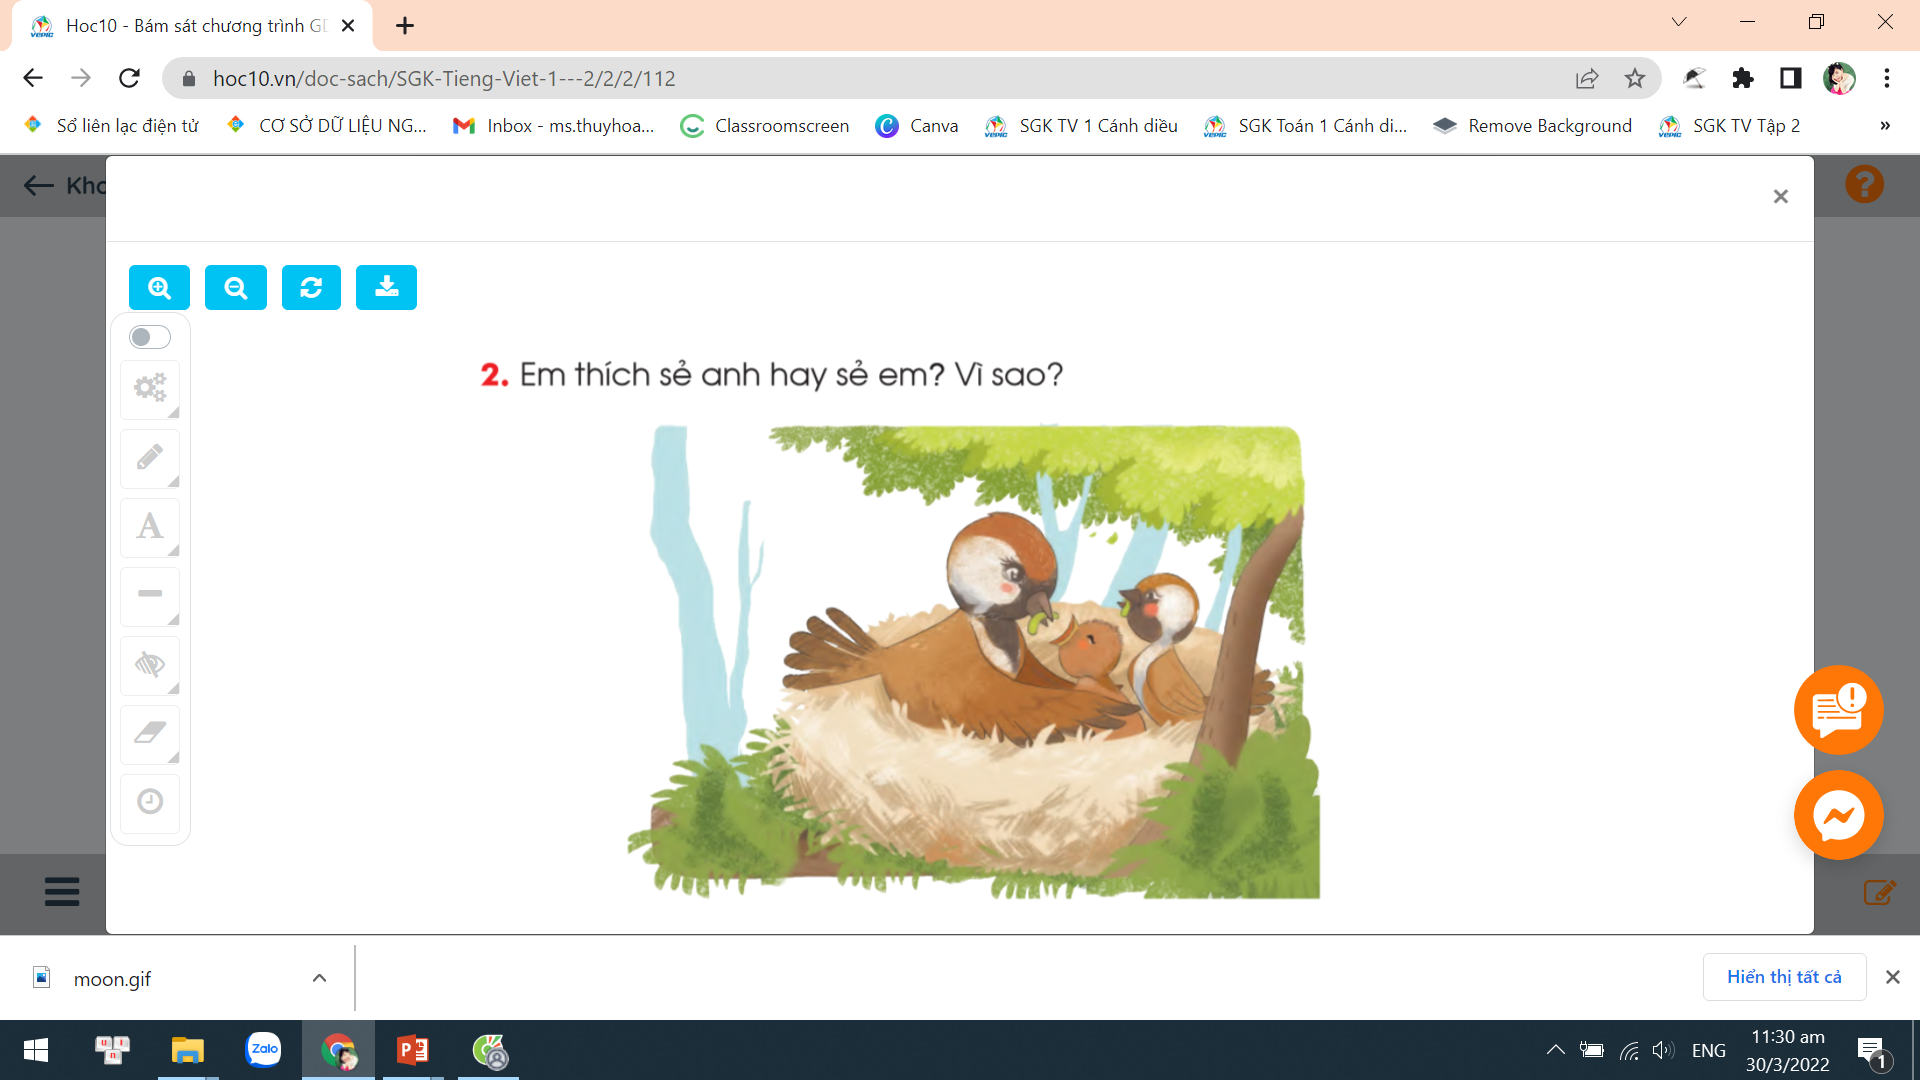 Hoc10 - Bám sát chương trình GD
hoc10.vn/doc-sach/SGK-Tieng-Viet-1---2/2/2/112
Sổ liên lạc điện tử
CƠ SỞ DỮ LIỆU NG...
Inbox - ms.thuyhoa...
Classroomscreen
Canva
SGK TV 1 Cánh diều
SGK Toán 1 Cánh di...
Remove Background
SGK TV Tập 2
»
Kho
2. Em thích sẻ anh hay sẻ em? Vì sao?
moon.gif
Hiển thị tất cả
Zalo
ENG
11:30 am
30/3/2022
1